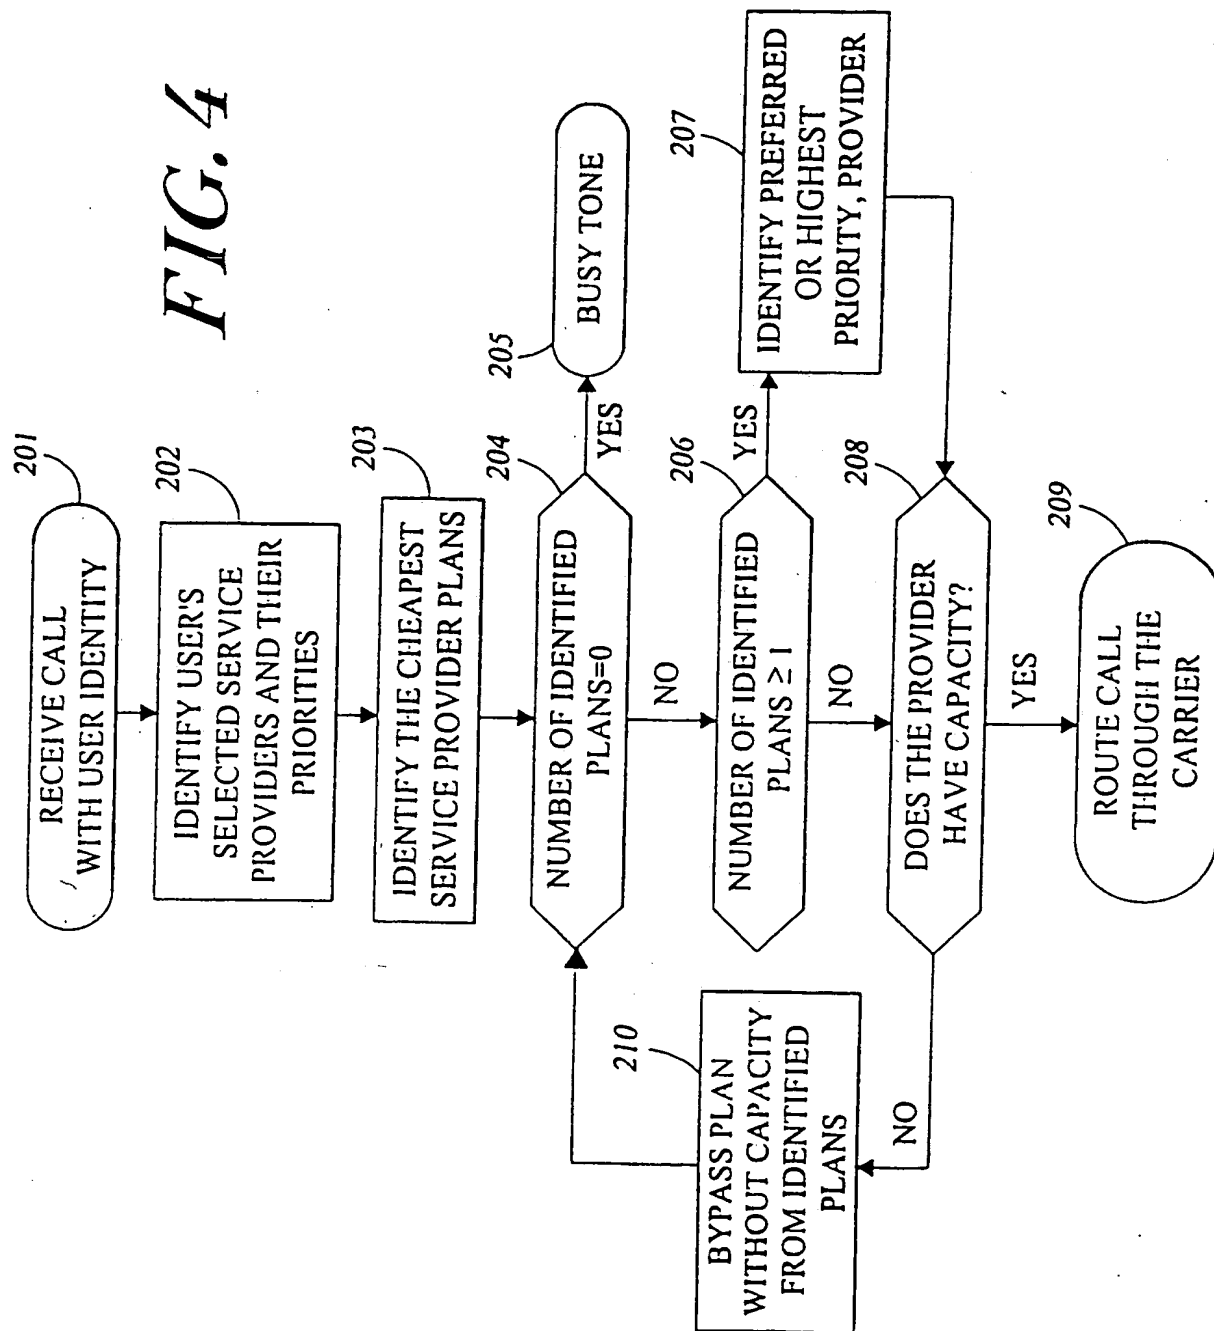 FIG. 4
201
RECEIVE CALL
WITH USER IDENTITY
202
IDENTIFY USER'S
SELECTED SERVICE
PROVIDERS AND THEIR
PRIORITIES
203
IDENTIFY THE CHEAPEST
SERVICE PROVIDER PLANS
204
NUMBER OF IDENTIFIED
PLANS=0
YES
205
BUSY TONE
NO
206
NUMBER OF IDENTIFIED
PLANS ≥ 1
YES
207
IDENTIFY PREFERRED
OR HIGHEST
PRIORITY, PROVIDER
NO
208
DOES THE PROVIDER
HAVE CAPACITY?
YES
209
ROUTE CALL
THROUGH THE
CARRIER
NO
210
BYPASS PLAN
WITHOUT CAPACITY
FROM IDENTIFIED
PLANS